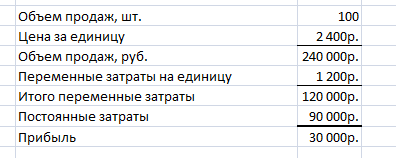 Объем продаж, шт. 100
Цена за единицу 2 400р.
Объем продаж, руб. 240 000р.
Переменные затраты на единицу 1 200р.
Итого переменные затраты 120 000р.
Постоянные затраты 90 000р.
Прибыль 30 000р.